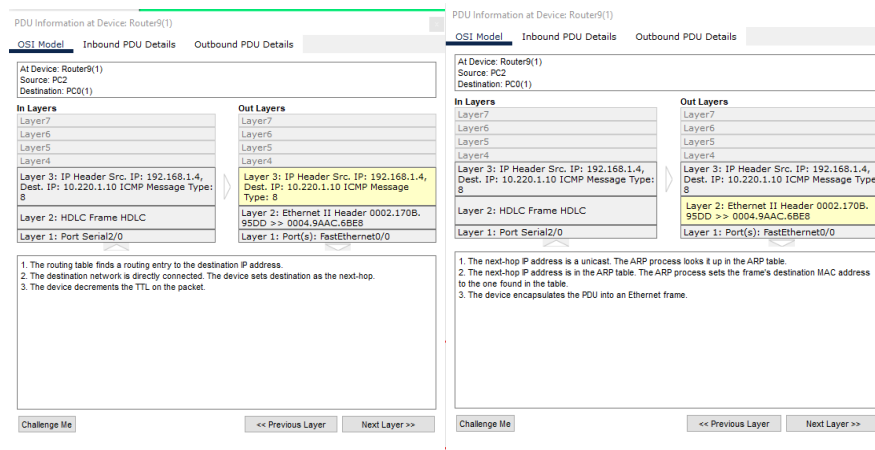 PDU Information at Device: Router9(1)
OSI Model Inbound PDU Details Outbound PDU Details
At Device: Router9(1)
Source: PC2
Destination: PC0(1)
In Layers
Layer7
Layer6
Layer5
Layer4
Layer 3: IP Header Src. IP: 192.168.1.4,
Dest. IP: 10.220.1.10 ICMP Message Type:
8
Layer 2: HDLC Frame HDLC
Layer 1: Port Serial2/0
Out Layers
Layer7
Layer6
Layer5
Layer4
Layer 3: IP Header Src. IP: 192.168.1.4,
Dest. IP: 10.220.1.10 ICMP Message
Type: 8
Layer 2: Ethernet II Header 0002.170B.
95DD >> 0004.9AAC.6BE8
Layer 1: Port(s): FastEthernet0/0
1. The routing table finds a routing entry to the destination IP address.
2. The destination network is directly connected. The device sets destination as the next-hop.
3. The device decrements the TTL on the packet.
Challenge Me << Previous Layer Next Layer >>
PDU Information at Device: Router9(1)
OSI Model Inbound PDU Details Outbound PDU Details
At Device: Router9(1)
Source: PC2
Destination: PC0(1)
In Layers
Layer7
Layer6
Layer5
Layer4
Layer 3: IP Header Src. IP: 192.168.1.4,
Dest. IP: 10.220.1.10 ICMP Message Type:
8
Layer 2: HDLC Frame HDLC
Layer 1: Port Serial2/0
Out Layers
Layer7
Layer6
Layer5
Layer4
Layer 3: IP Header Src. IP: 192.168.1.4,
Dest. IP: 10.220.1.10 ICMP Message Type
8
Layer 2: Ethernet II Header 0002.170B.
95DD >> 0004.9AAC.6BE8
Layer 1: Port(s): FastEthernet0/0
1. The next-hop IP address is a unicast. The ARP process looks it up in the ARP table.
2. The next-hop IP address is in the ARP table. The ARP process sets the frame's destination MAC address
to the one found in the table.
3. The device encapsulates the PDU into an Ethernet frame.
Challenge Me << Previous Layer Next Layer >>